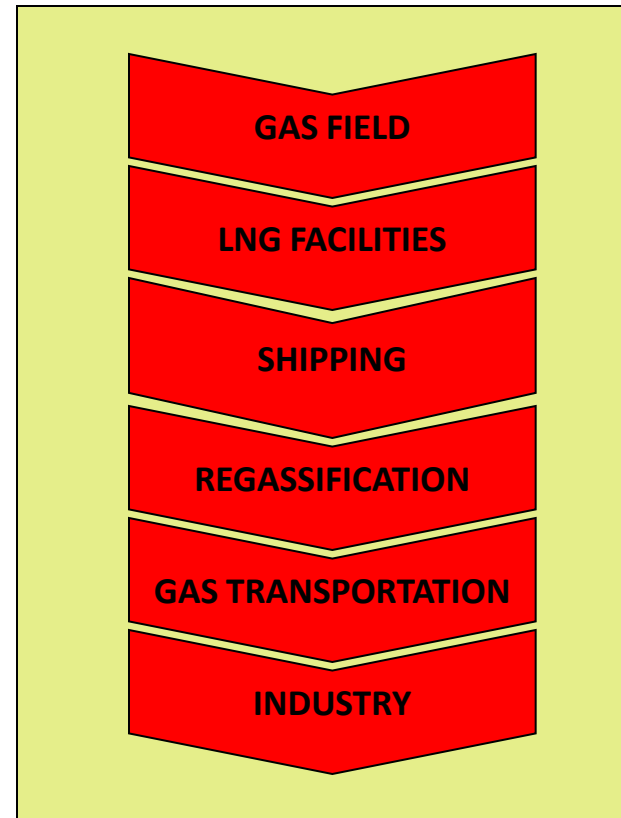 GAS FIELD
LNG FACILITIES
SHIPPING
REGASSIFICATION
GAS TRANSPORTATION
INDUSTRY